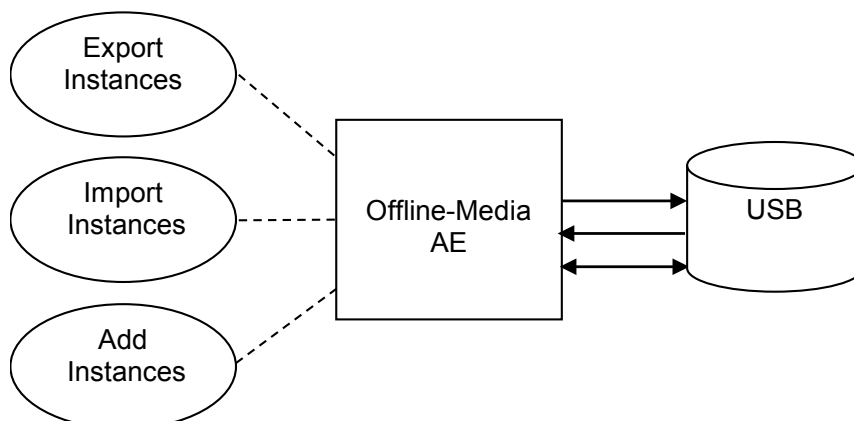 Export
Instances
Import
Instances
Add
Instances
Offline-Media
AE
USB